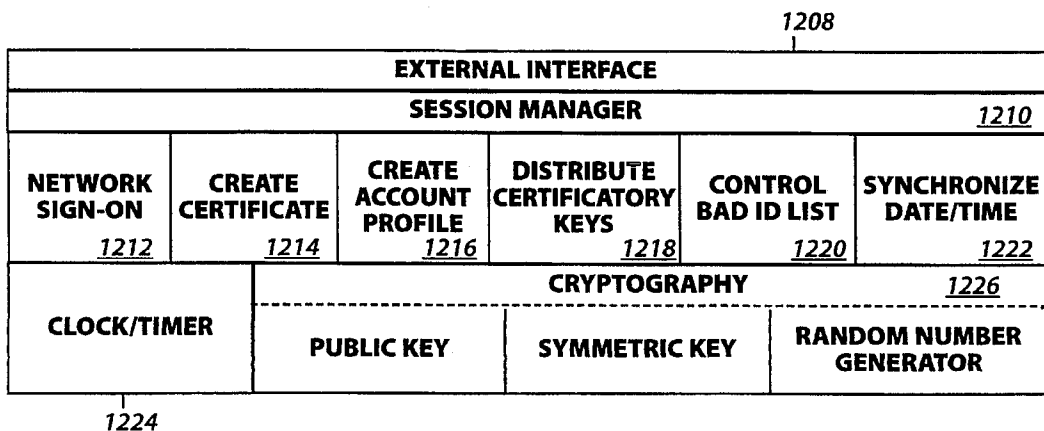 1208
EXTERNAL INTERFACE
SESSION MANAGER 1210
NETWORK
SIGN-ON
1212
CREATE
CERTIFICATE
1214
CREATE
ACCOUNT
PROFILE
1216
DISTRIBUTE
CERTIFICATORY
KEYS
1218
CONTROL
BAD ID LIST
1220
SYNCHRONIZE
DATE/TIME
1222
CLOCK/TIMER
1224
CRYPTOGRAPHY 1226
PUBLIC KEY
SYMMETRIC KEY
RANDOM NUMBER
GENERATOR